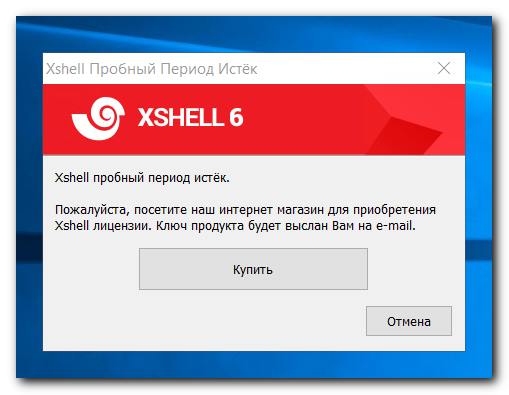 Xshell Пробный Период Истёк
XSHELL 6
Xshell пробный период истёк.
Пожалуйста, посетите наш интернет магазин для приобретения
Xshell лицензии. Ключ продукта будет выслан Вам на e-mail.
Купить
Отмена